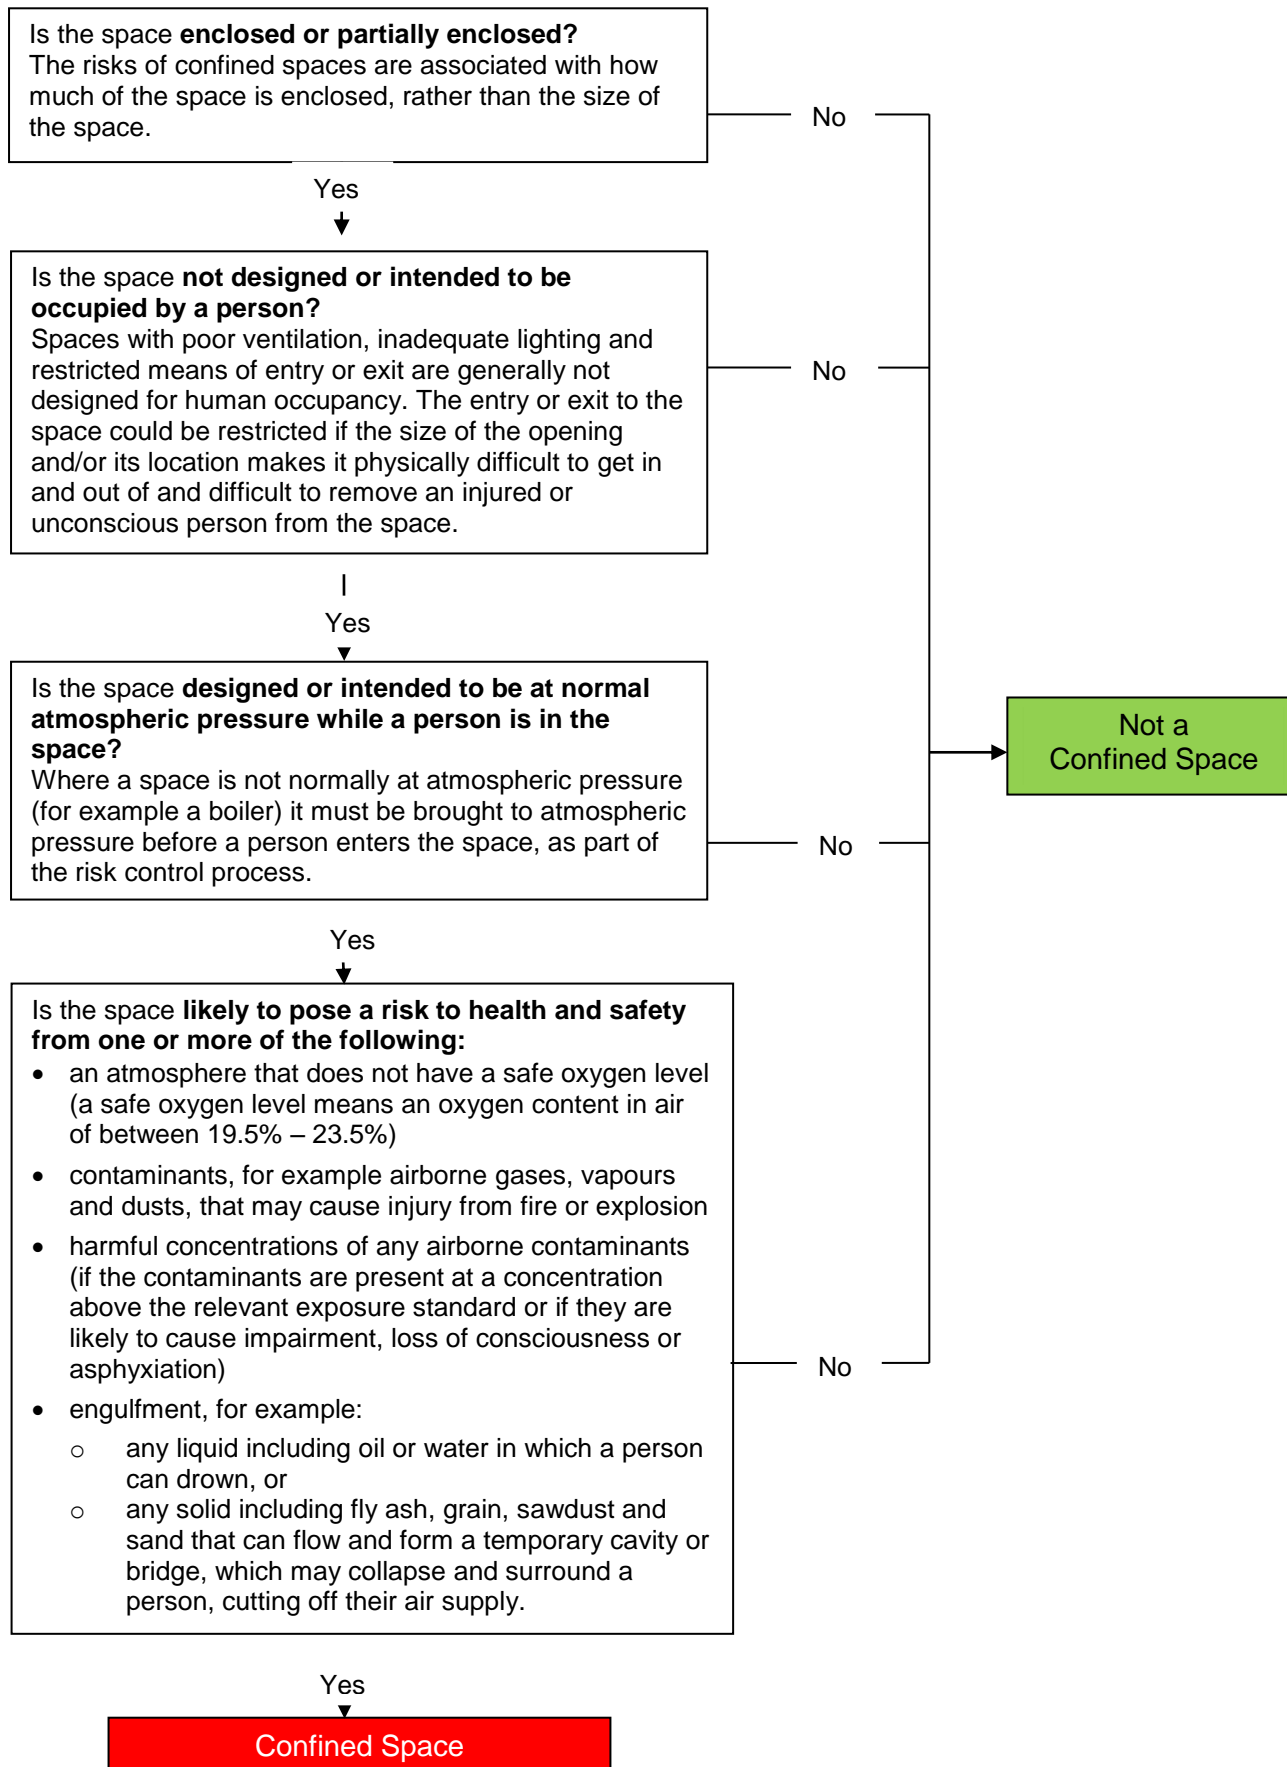 Is the space enclosed or partially enclosed?
The risks of confined spaces are associated with how
much of the space is enclosed, rather than the size of
the space.
No
Yes
Is the space not designed or intended to be
occupied by a person?
Spaces with poor ventilation, inadequate lighting and
restricted means of entry or exit are generally not
designed for human occupancy. The entry or exit to the
space could be restricted if the size of the opening
and/or its location makes it physically difficult to get in
and out of and difficult to remove an injured or
unconscious person from the space.
No
Yes
Is the space designed or intended to be at normal
atmospheric pressure while a person is in the
space?
Where a space is not normally at atmospheric pressure
(for example a boiler) it must be brought to atmospheric
pressure before a person enters the space, as part of
the risk control process.
No
Not a
Confined Space
Yes
Is the space likely to pose a risk to health and safety
from one or more of the following:
• an atmosphere that does not have a safe oxygen level
(a safe oxygen level means an oxygen content in air
of between 19.5% – 23.5%)
• contaminants, for example airborne gases, vapours
and dusts, that may cause injury from fire or explosion
• harmful concentrations of any airborne contaminants
(if the contaminants are present at a concentration
above the relevant exposure standard or if they are
likely to cause impairment, loss of consciousness or
asphyxiation)
• engulfment, for example:
o any liquid including oil or water in which a person
can drown, or
o any solid including fly ash, grain, sawdust and
sand that can flow and form a temporary cavity or
bridge, which may collapse and surround a
person, cutting off their air supply.
No
Yes
Confined Space